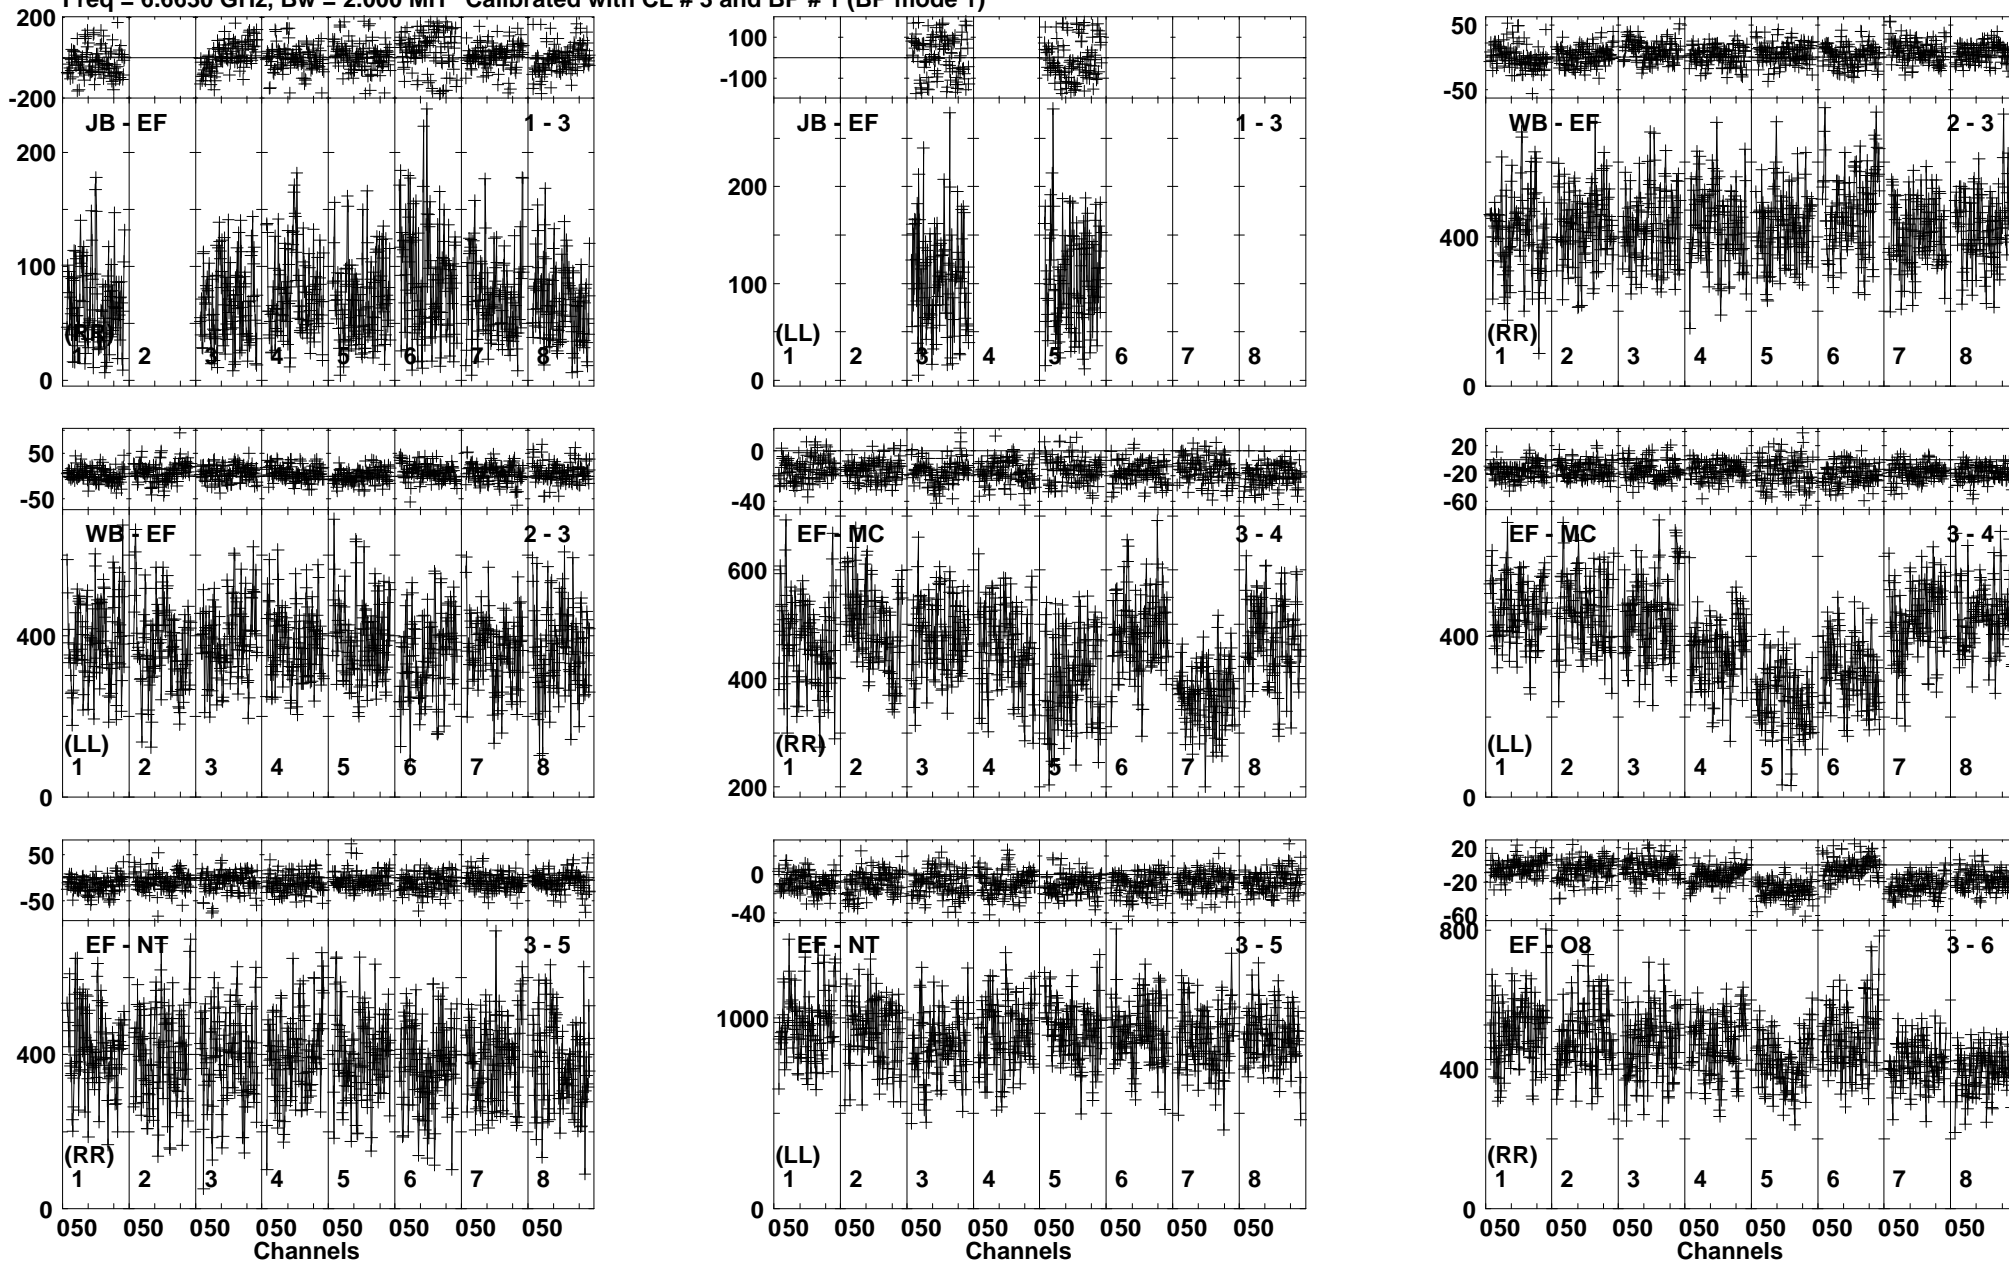 Freq = 6.6650 GHz, Bw = 2.000 MH Calibrated with CL # 3 and BP # 1 (BP mode 1)
200
-200
JB - EF 1 - 3
200
100
0
(RR)
1 2 3 4 5 6 7 8
100
-100
JB - EF 1 - 3
200
100
0
(LL)
1 2 3 4 5 6 7 8
50
-50
WB - EF 2 - 3
400
0
(RR)
1 2 3 4 5 6 7 8
50
-50
WB - EF 2 - 3
400
0
(LL)
1 2 3 4 5 6 7 8
0
-40
EF - MC 3 - 4
600
400
200
(RR)
1 2 3 4 5 6 7 8
20
-20
-60
EF - MC 3 - 4
400
0
(LL)
1 2 3 4 5 6 7 8
50
-50
EF - NT 3 - 5
400
0
(RR)
1 2 3 4 5 6 7 8
050 050 050 050 050 050 050 050
Channels
0
-40
EF - NT 3 - 5
1000
0
(LL)
1 2 3 4 5 6 7 8
050 050 050 050 050 050 050 050
Channels
20
-20
-60
800
EF - O8 3 - 6
400
0
(RR)
1 2 3 4 5 6 7 8
050 050 050 050 050 050 050 050
Channels